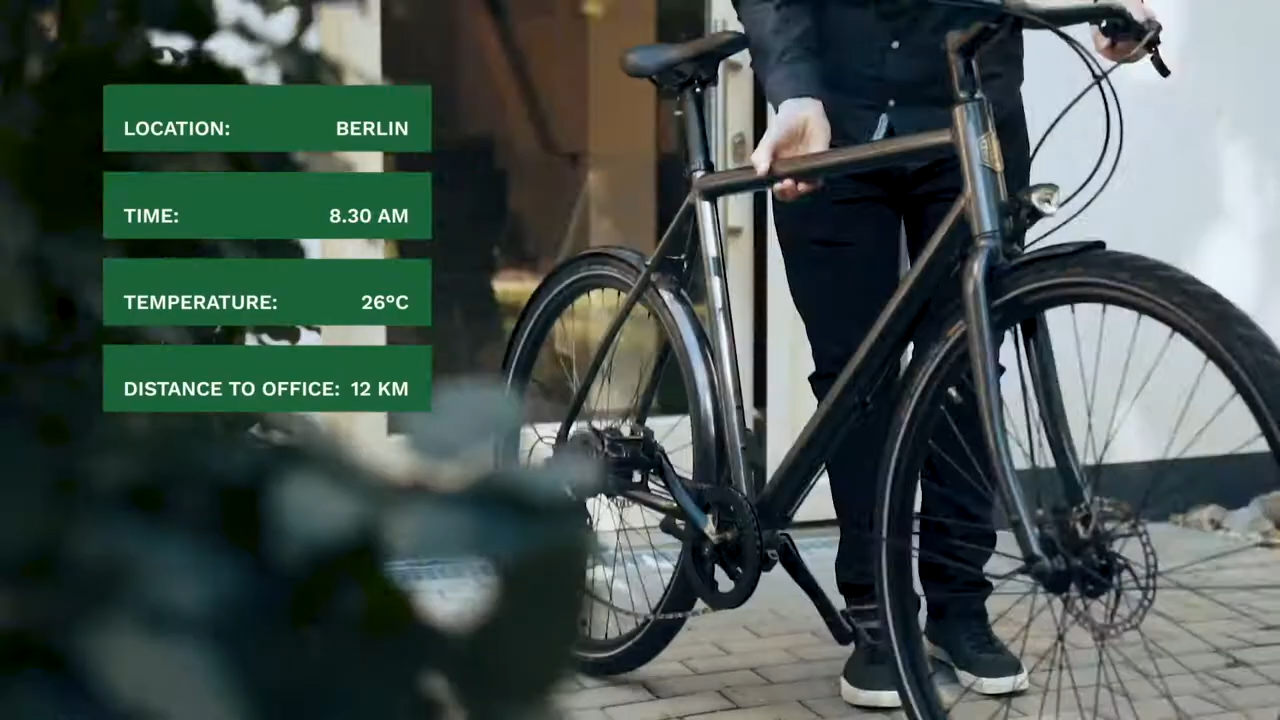 LOCATION: BERLIN
TIME: 8.30 AM
TEMPERATURE: 26°C
DISTANCE TO OFFICE: 12 KM